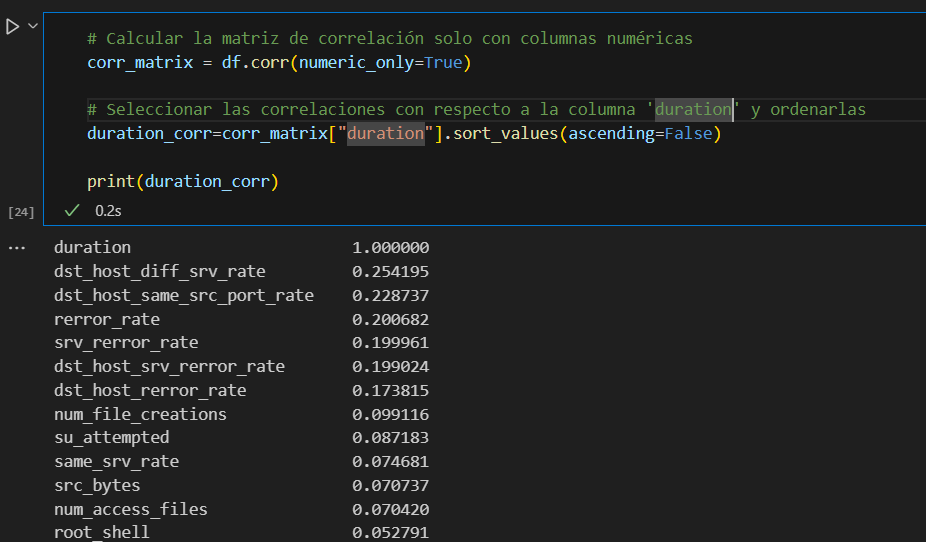 # Calcular la matriz de correlación solo con columnas numéricas
corr_matrix = df.corr(numeric_only=True)
# Seleccionar las correlaciones con respecto a la columna 'duration' y ordenarlas
duration_corr=corr_matrix["duration"].sort_values(ascending=False)
print(duration_corr)
[24] 0.2s
... duration 1.000000
dst_host_diff_srv_rate 0.254195
dst_host_same_src_port_rate 0.228737
rerror_rate 0.200682
srv_rerror_rate 0.199961
dst_host_srv_rerror_rate 0.199024
dst_host_rerror_rate 0.173815
num_file_creations 0.099116
su_attempted 0.087183
same_srv_rate 0.074681
src_bytes 0.070737
num_access_files 0.070420
root_shell 0.052791